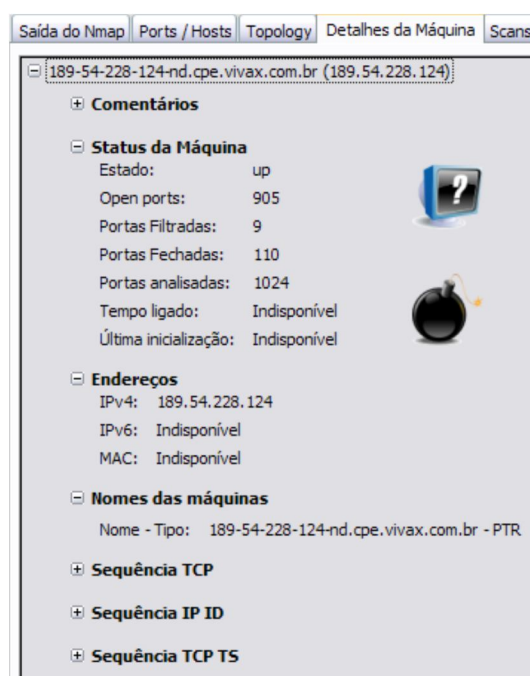 Saída do Nmap Ports / Hosts Topology Detalhes da Máquina Scans
189-54-228-124-nd.cpe.vivax.com.br (189.54.228.124)
Comentários
Status da Máquina
Estado: up
Open ports: 905
Portas Filtradas: 9
Portas Fechadas: 110
Portas analisadas: 1024
Tempo ligado: Indisponível
Última inicialização: Indisponível
Endereços
IPv4: 189.54.228.124
IPv6: Indisponível
MAC: Indisponível
Nomes das máquinas
Nome - Tipo: 189-54-228-124-nd.cpe.vivax.com.br - PTR
Sequência TCP
Sequência IP ID
Sequência TCP TS